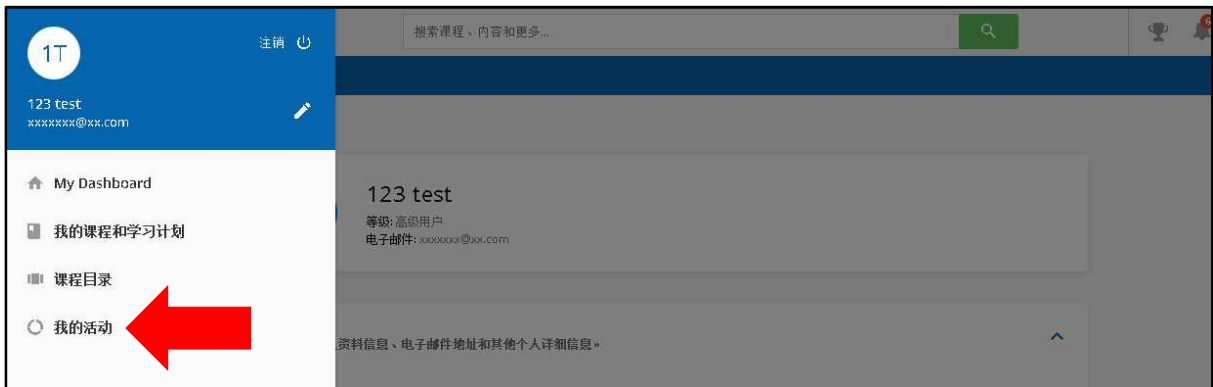 1T
注销
搜索课程、内容和更多...
6
123 test
xxxxxxx@xx.com
My Dashboard
我的课程和学习计划
课程目录
我的活动
123 test
等级: 高级用户
电子邮件: xxxxxxx@xx.com
资料信息、电子邮件地址和其他个人详细信息。